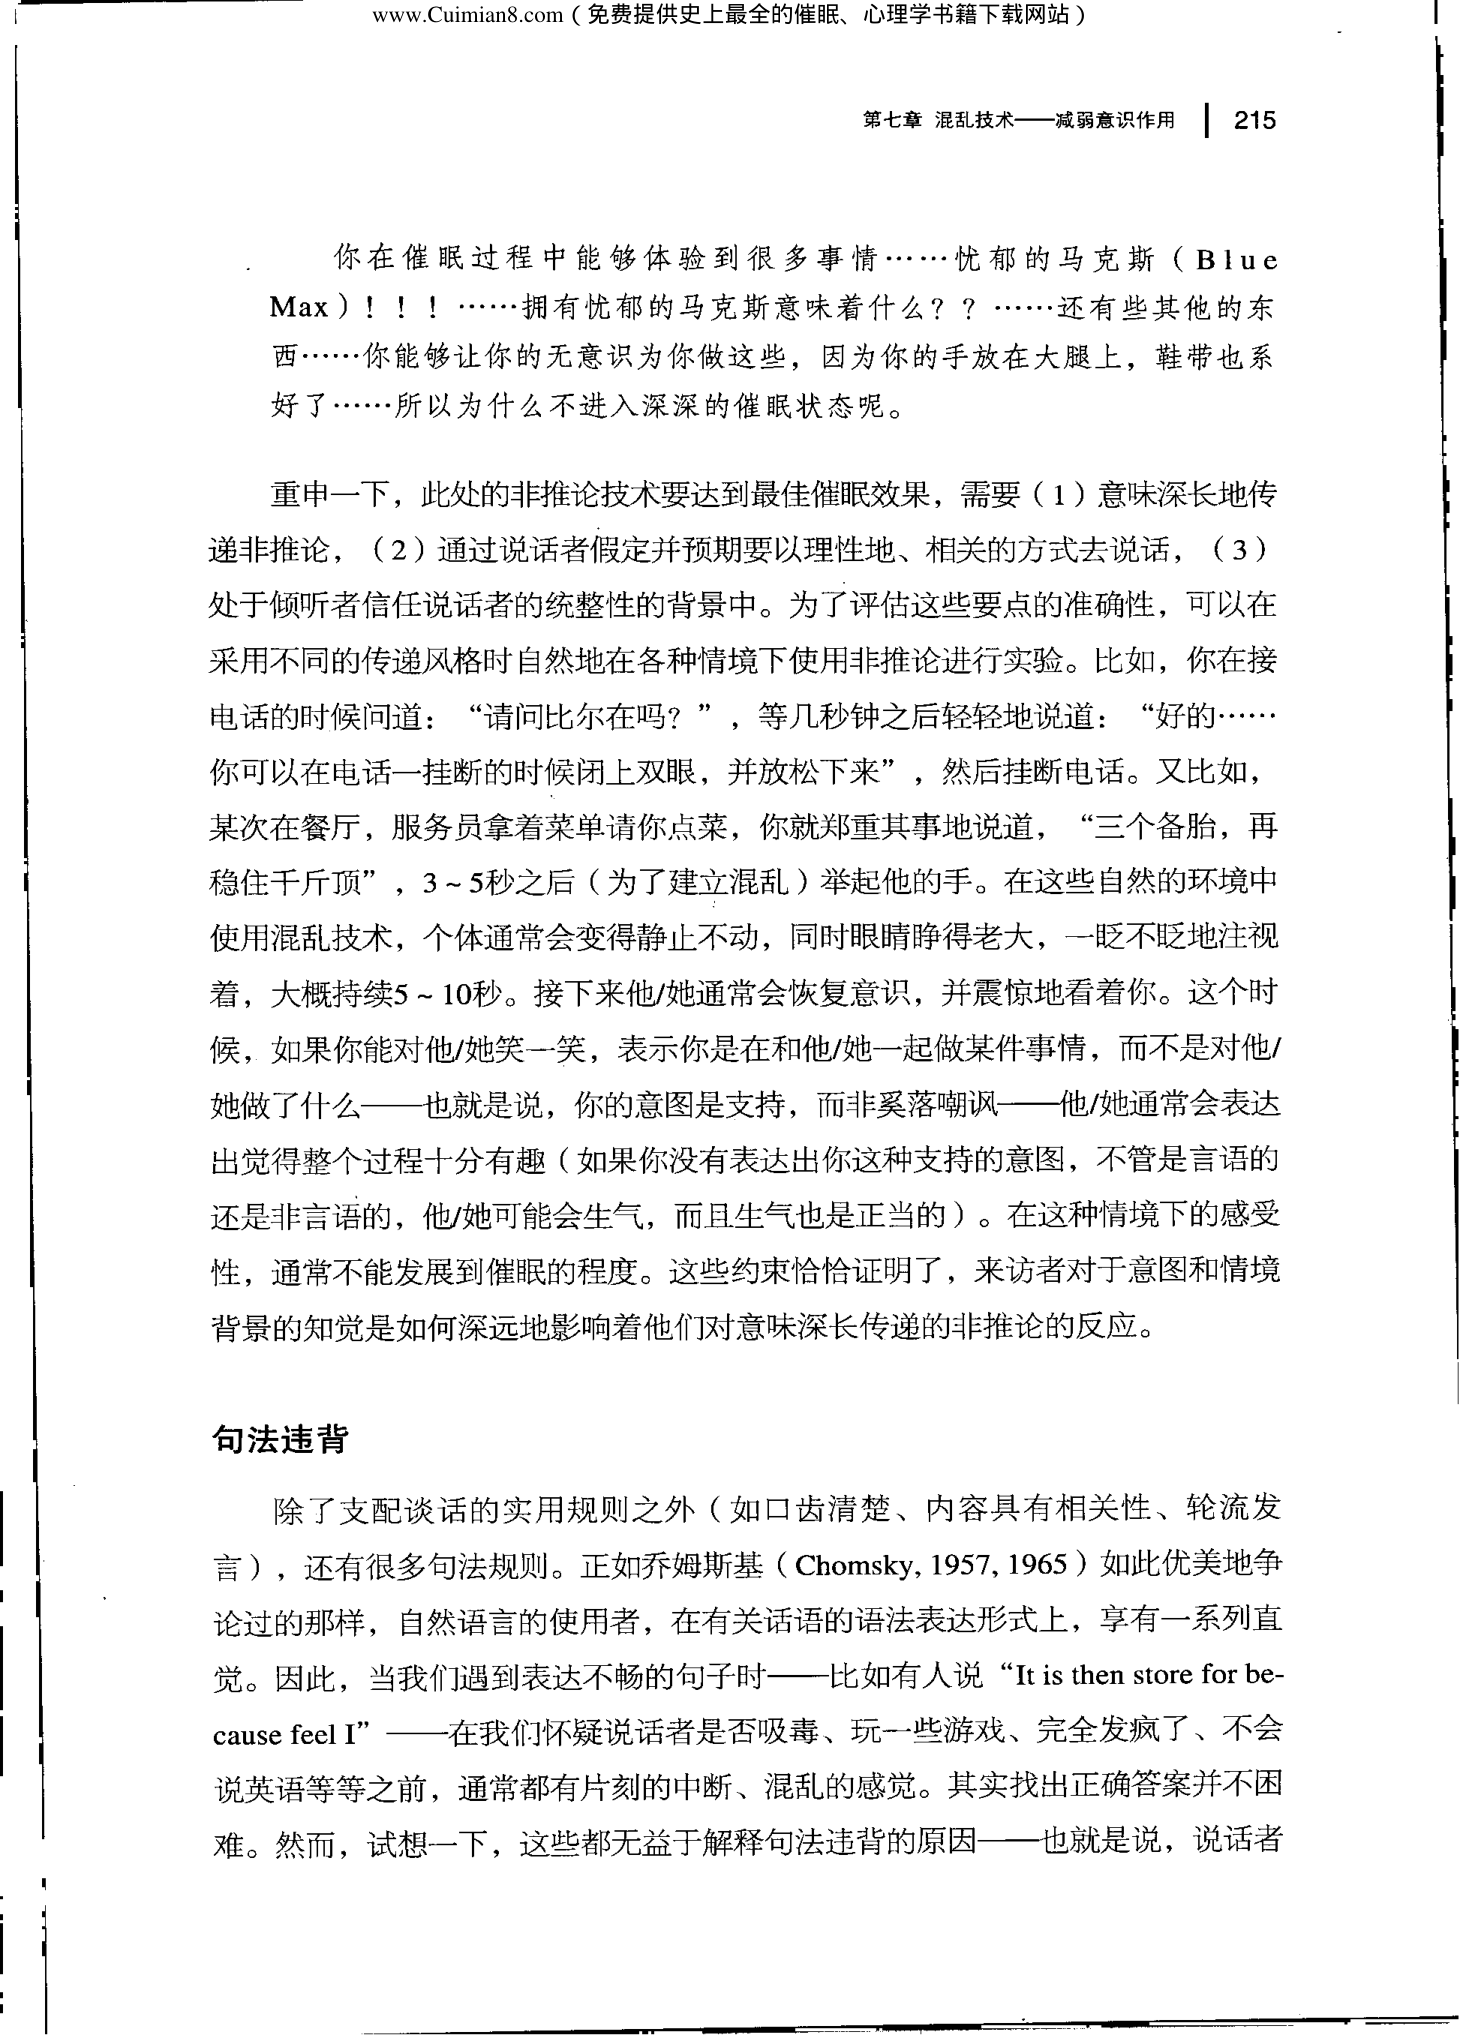 www.Cuimian8.com（免费提供史上最全的催眠、心理学书籍下载网站）
第七章 混乱技术——减弱意识作用 215
你在催眠过程中能够体验到很多事情……忧郁的马克斯（Blue
Max）！！！……拥有忧郁的马克斯意味着什么？？……还有些其他的东
西……你能够让你的无意识为你做这些，因为你的手放在大腿上，鞋带也系
好了……所以为什么不进入深深的催眠状态呢。
重申一下，此处的非推论技术要达到最佳催眠效果，需要（1）意味深长地传
递非推论，（2）通过说话者假定并预期要以理性地、相关的方式去说话，（3）
处于倾听者信任说话者的统整性的背景中。为了评估这些要点的准确性，可以在
采用不同的传递风格时自然地在各种情境下使用非推论进行实验。比如，你在接
电话的时候问道：“请问比尔在吗？”，等几秒钟之后轻轻地说道：“好的……
你可以在电话一挂断的时候闭上双眼，并放松下来”，然后挂断电话。又比如，
某次在餐厅，服务员拿着菜单请你点菜，你就郑重其事地说道，“三个备胎，再
稳住千斤顶”，3～5秒之后（为了建立混乱）举起他的手。在这些自然的环境中
使用混乱技术，个体通常会变得静止不动，同时眼睛睁得老大，一眨不眨地注视
着，大概持续5～10秒。接下来他/她通常会恢复意识，并震惊地看着你。这个时
候，如果你能对他/她笑一笑，表示你是在和他/她一起做某件事情，而不是对他/
她做了什么——也就是说，你的意图是支持，而非奚落嘲讽——他/她通常会表达
出觉得整个过程十分有趣（如果你没有表达出你这种支持的意图，不管是言语的
还是非言语的，他/她可能会生气，而且生气也是正当的）。在这种情境下的感受
性，通常不能发展到催眠的程度。这些约束恰恰证明了，来访者对于意图和情境
背景的知觉是如何深远地影响着他们对意味深长传递的非推论的反应。
句法违背
除了支配谈话的实用规则之外（如口齿清楚、内容具有相关性、轮流发
言），还有很多句法规则。正如乔姆斯基（Chomsky, 1957, 1965）如此优美地争
论过的那样，自然语言的使用者，在有关话语的语法表达形式上，享有一系列直
觉。因此，当我们遇到表达不畅的句子时——比如有人说“It is then store for be-
cause feel I”——在我们怀疑说话者是否吸毒、玩一些游戏、完全发疯了、不会
说英语等等之前，通常都有片刻的中断、混乱的感觉。其实找出正确答案并不困
难。然而，试想一下，这些都无益于解释句法违背的原因——也就是说，说话者